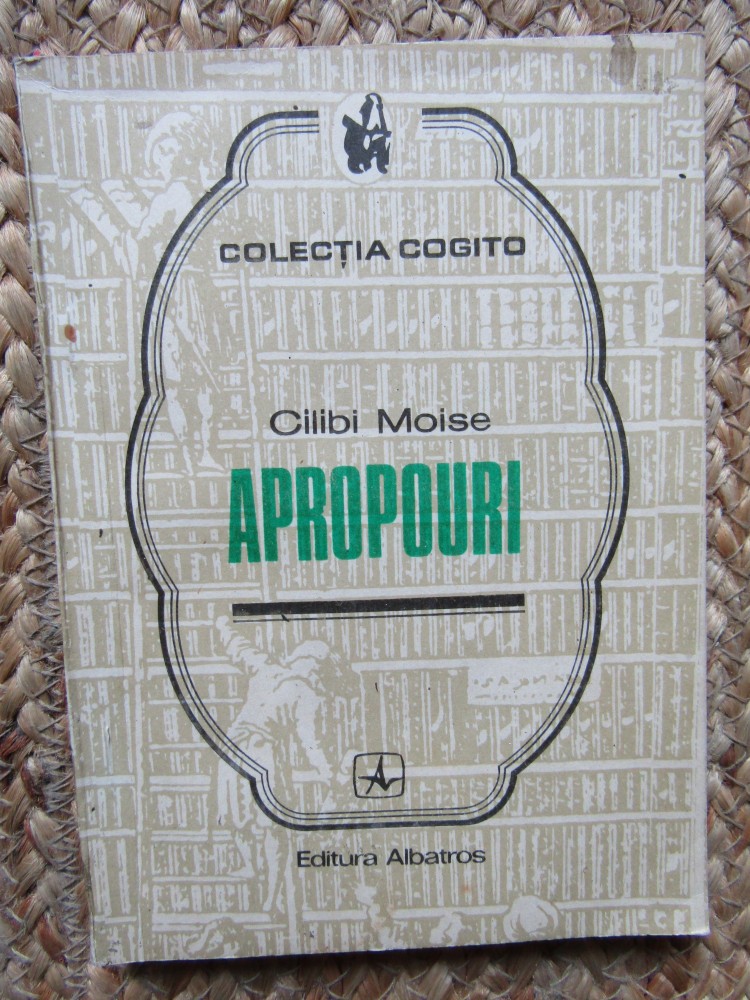 COLECȚIA COGITO
Cilibi Moise
APROPOURI
Editura Albatros